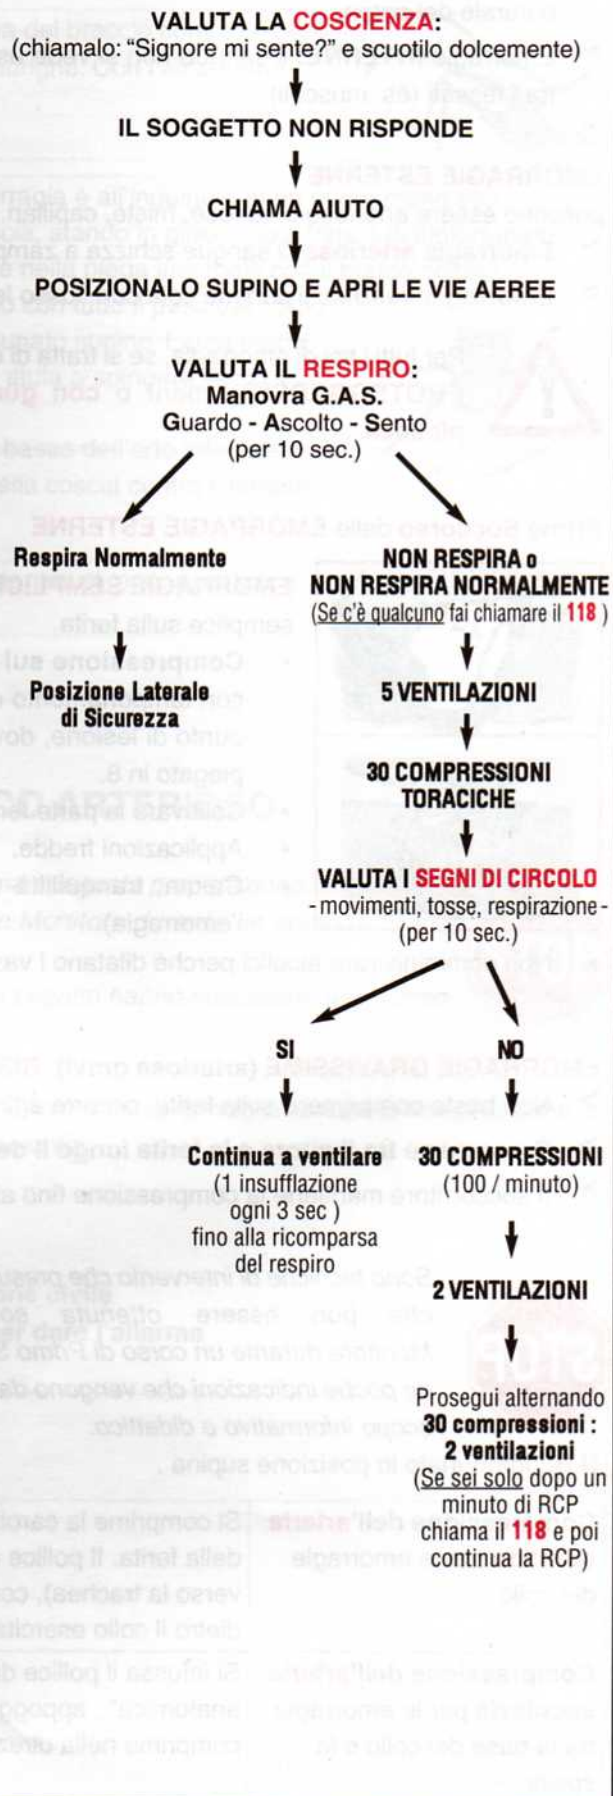 VALUTA LA COSCIENZA:
(chiamalo: “Signore mi sente?” e scuotilo dolcemente)
IL SOGGETTO NON RISPONDE
CHIAMA AIUTO
POSIZIONALO SUPINO E APRI LE VIE AEREE
VALUTA IL RESPIRO:
Manovra G.A.S.
Guardo - Ascolto - Sento
(per 10 sec.)
Respira Normalmente
Posizione Laterale
di Sicurezza
NON RESPIRA o
NON RESPIRA NORMALMENTE
(Se c'è qualcuno fai chiamare il 118 )
5 VENTILAZIONI
30 COMPRESSIONI
TORACICHE
VALUTA I SEGNI DI CIRCOLO
- movimenti, tosse, respirazione -
(per 10 sec.)
SI
Continua a ventilare
(1 insufflazione
ogni 3 sec )
fino alla ricomparsa
del respiro
NO
30 COMPRESSIONI
(100 / minuto)
2 VENTILAZIONI
Prosegui alternando
30 compressioni :
2 ventilazioni
(Se sei solo dopo un
minuto di RCP
chiama il 118 e poi
continua la RCP)